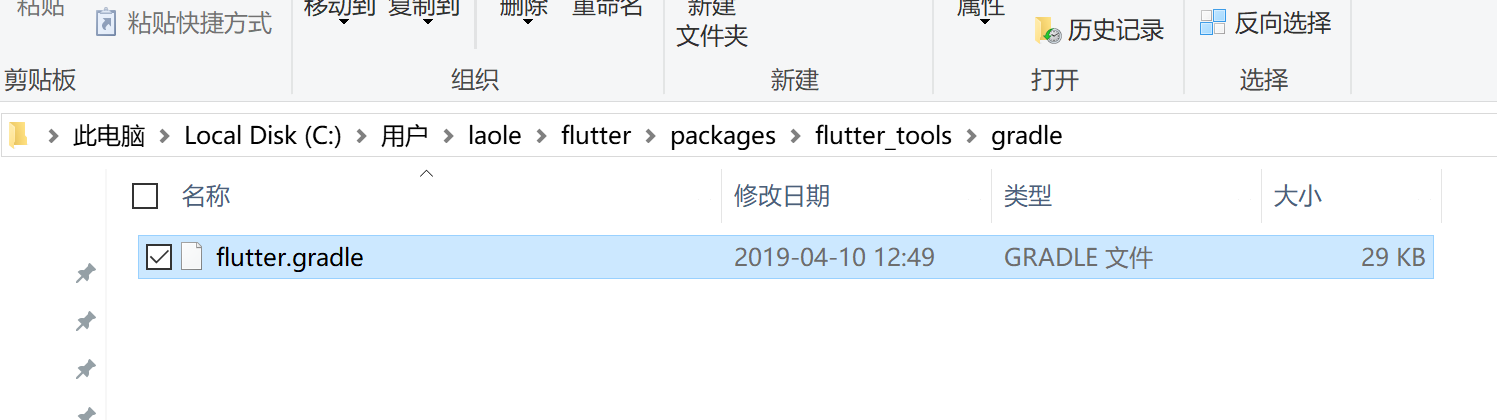 粘贴
粘贴快捷方式
剪贴板
移动到 复制到
删除 重命名
组织
新建
文件夹
新建
属性
历史记录
打开
反向选择
选择
此电脑 Local Disk (C:) 用户 laole flutter packages flutter_tools gradle
名称 修改日期 类型 大小
flutter.gradle 2019-04-10 12:49 GRADLE 文件 29 KB